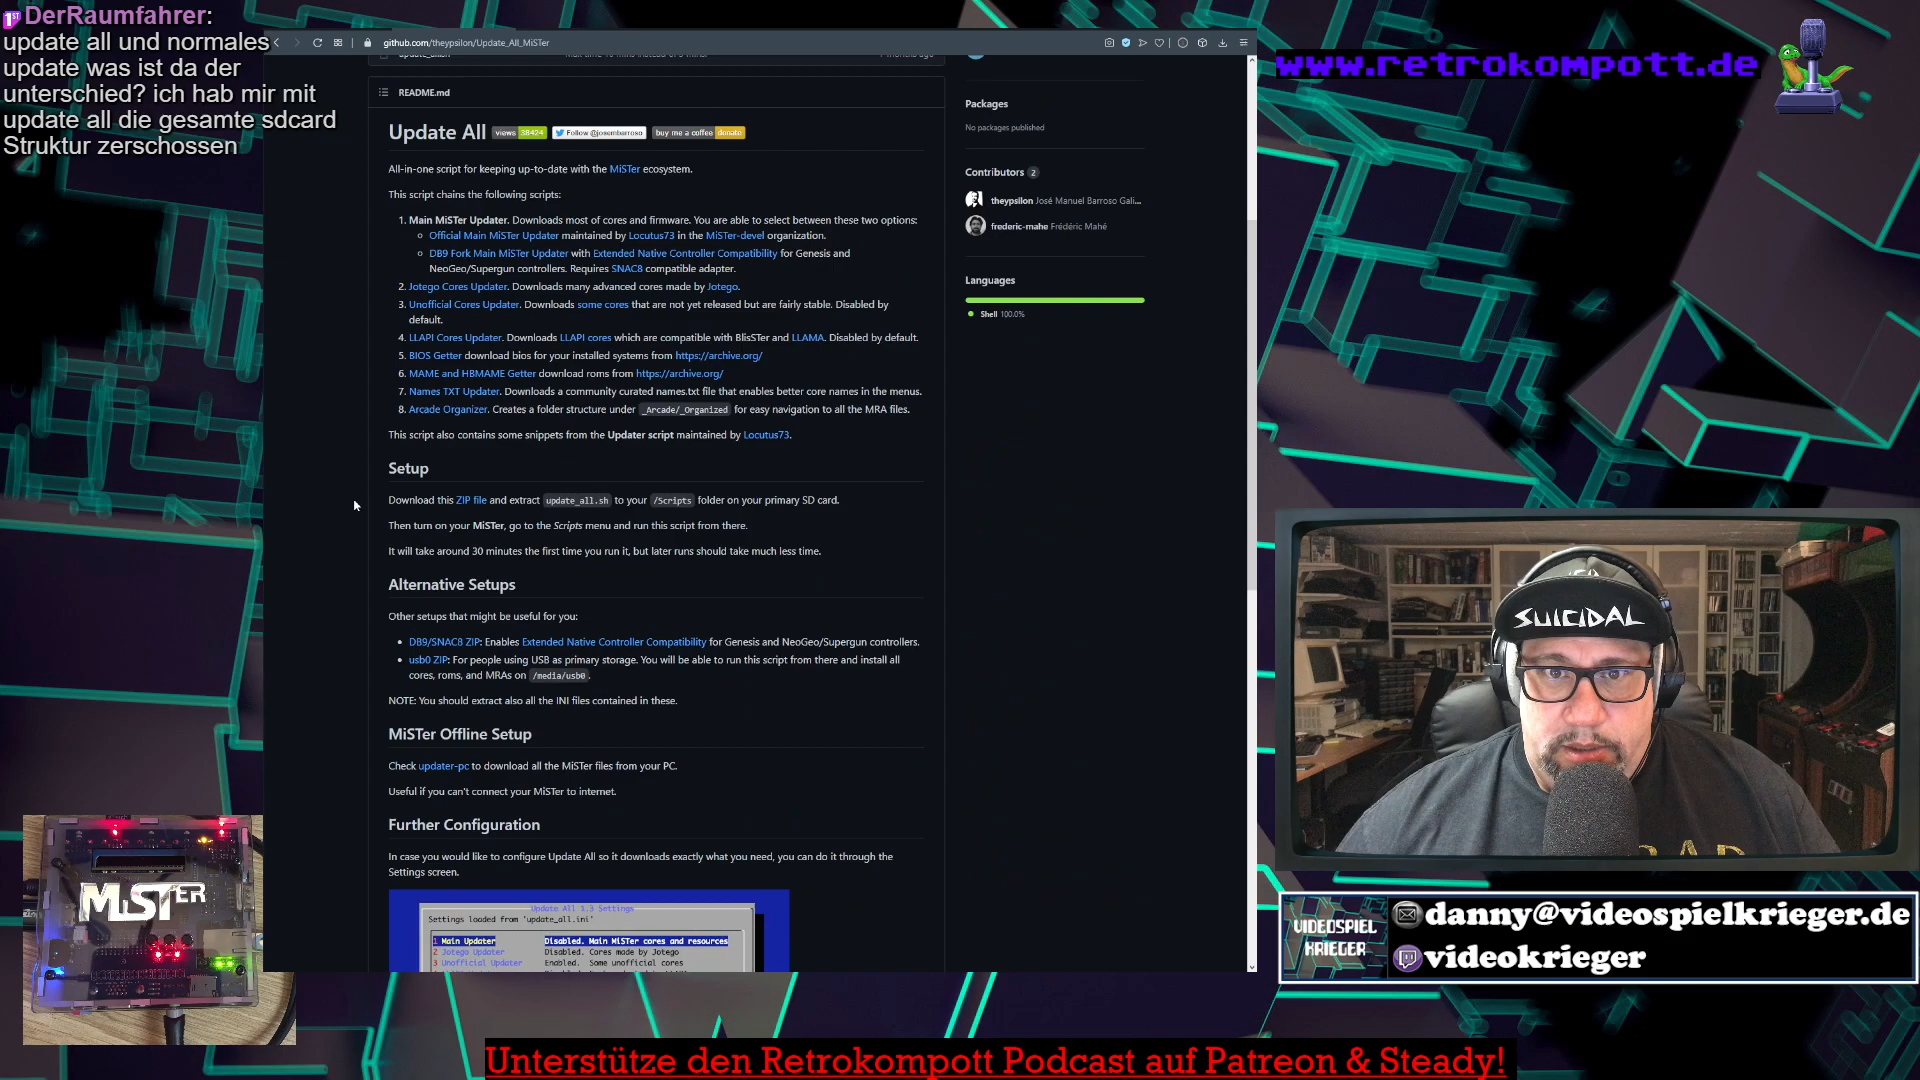 DerRaumfahrer:
update all und normales
update was ist da der
unterschied? ich hab mir mit
update all die gesamte sdcard
Struktur zerschossen
github.com/theypsilon/Update_All_MiSTer
README.md
Update All views 38424 Follow @josembarroso buy me a coffee donate
All-in-one script for keeping up-to-date with the MiSTer ecosystem.
This script chains the following scripts:
1. Main MiSTer Updater. Downloads most of cores and firmware. You are able to select between these two options:
Official Main MiSTer Updater maintained by Locutus73 in the MiSTer-devel organization.
DB9 Fork Main MiSTer Updater with Extended Native Controller Compatibility for Genesis and
NeoGeo/Supergun controllers. Requires SNAC8 compatible adapter.
2. Jotego Cores Updater. Downloads many advanced cores made by Jotego.
3. Unofficial Cores Updater. Downloads some cores that are not yet released but are fairly stable. Disabled by
default.
4. LLAPI Cores Updater. Downloads LLAPI cores which are compatible with BlisSTer and LLAMA. Disabled by default.
5. BIOS Getter download bios for your installed systems from https://archive.org/
6. MAME and HBMAME Getter download roms from https://archive.org/
7. Names TXT Updater. Downloads a community curated names.txt file that enables better core names in the menus.
8. Arcade Organizer. Creates a folder structure under _Arcade/_Organized for easy navigation to all the MRA files.
This script also contains some snippets from the Updater script maintained by Locutus73.
Setup
Download this ZIP file and extract update_all.sh to your /Scripts folder on your primary SD card.
Then turn on your MiSTer, go to the Scripts menu and run this script from there.
It will take around 30 minutes the first time you run it, but later runs should take much less time.
Alternative Setups
Other setups that might be useful for you:
DB9/SNAC8 ZIP: Enables Extended Native Controller Compatibility for Genesis and NeoGeo/Supergun controllers.
usb0 ZIP: For people using USB as primary storage. You will be able to run this script from there and install all
cores, roms, and MRAs on /media/usb0.
NOTE: You should extract also all the INI files contained in these.
MiSTer Offline Setup
Check updater-pc to download all the MiSTer files from your PC.
Useful if you can't connect your MiSTer to internet.
Further Configuration
In case you would like to configure Update All so it downloads exactly what you need, you can do it through the
Settings screen.
Update All 1.3 Settings
Settings loaded from 'update_all.ini'
1 Main Updater Disabled. Main MiSTer cores and resources
2 Jotego Updater Disabled. Cores made by Jotego
3 Unofficial Updater Enabled. Some unofficial cores
Packages
No packages published
Contributors 2
theypsilon José Manuel Barroso Gali...
frederic-mahe Frédéric Mahé
Languages
Shell 100.0%
www.retrokompott.de
SUICIDAL
MiSTER
VIDEOSPIEL
KRIEGER
danny@videospielkrieger.de
videokrieger
Unterstütze den Retrokompott Podcast auf Patreon & Steady!